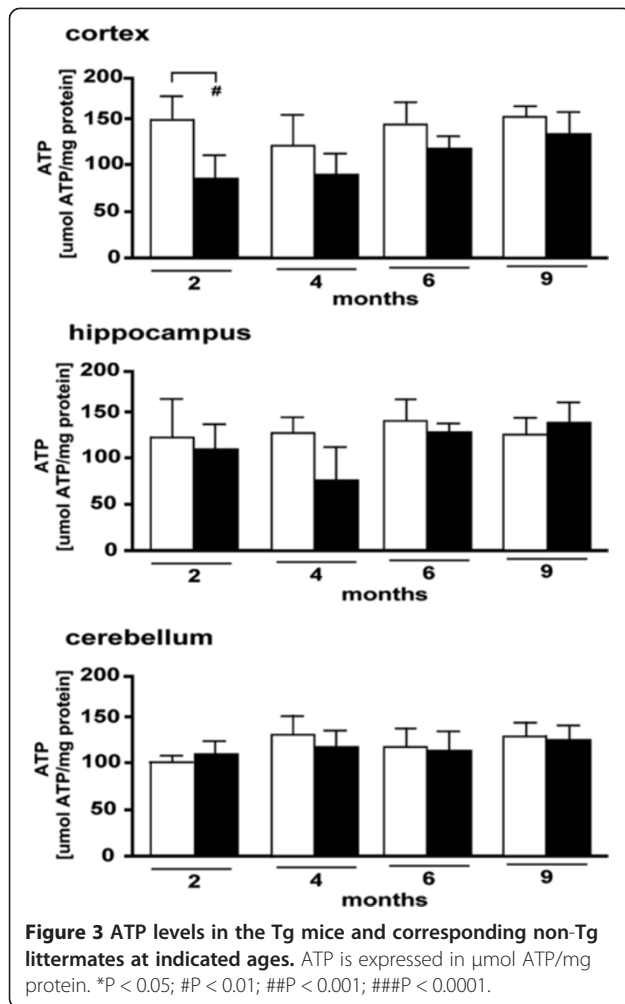 cortex
ATP
[umol ATP/mg protein]
200
150
100
50
0
#
2 4 6 9
months
hippocampus
ATP
[umol ATP/mg protein]
200
150
100
50
0
2 4 6 9
months
cerebellum
ATP
[umol ATP/mg protein]
200
150
100
50
0
2 4 6 9
months
Figure 3 ATP levels in the Tg mice and corresponding non-Tg
littermates at indicated ages. ATP is expressed in μmol ATP/mg
protein. *P < 0.05; #P < 0.01; ##P < 0.001; ###P < 0.0001.